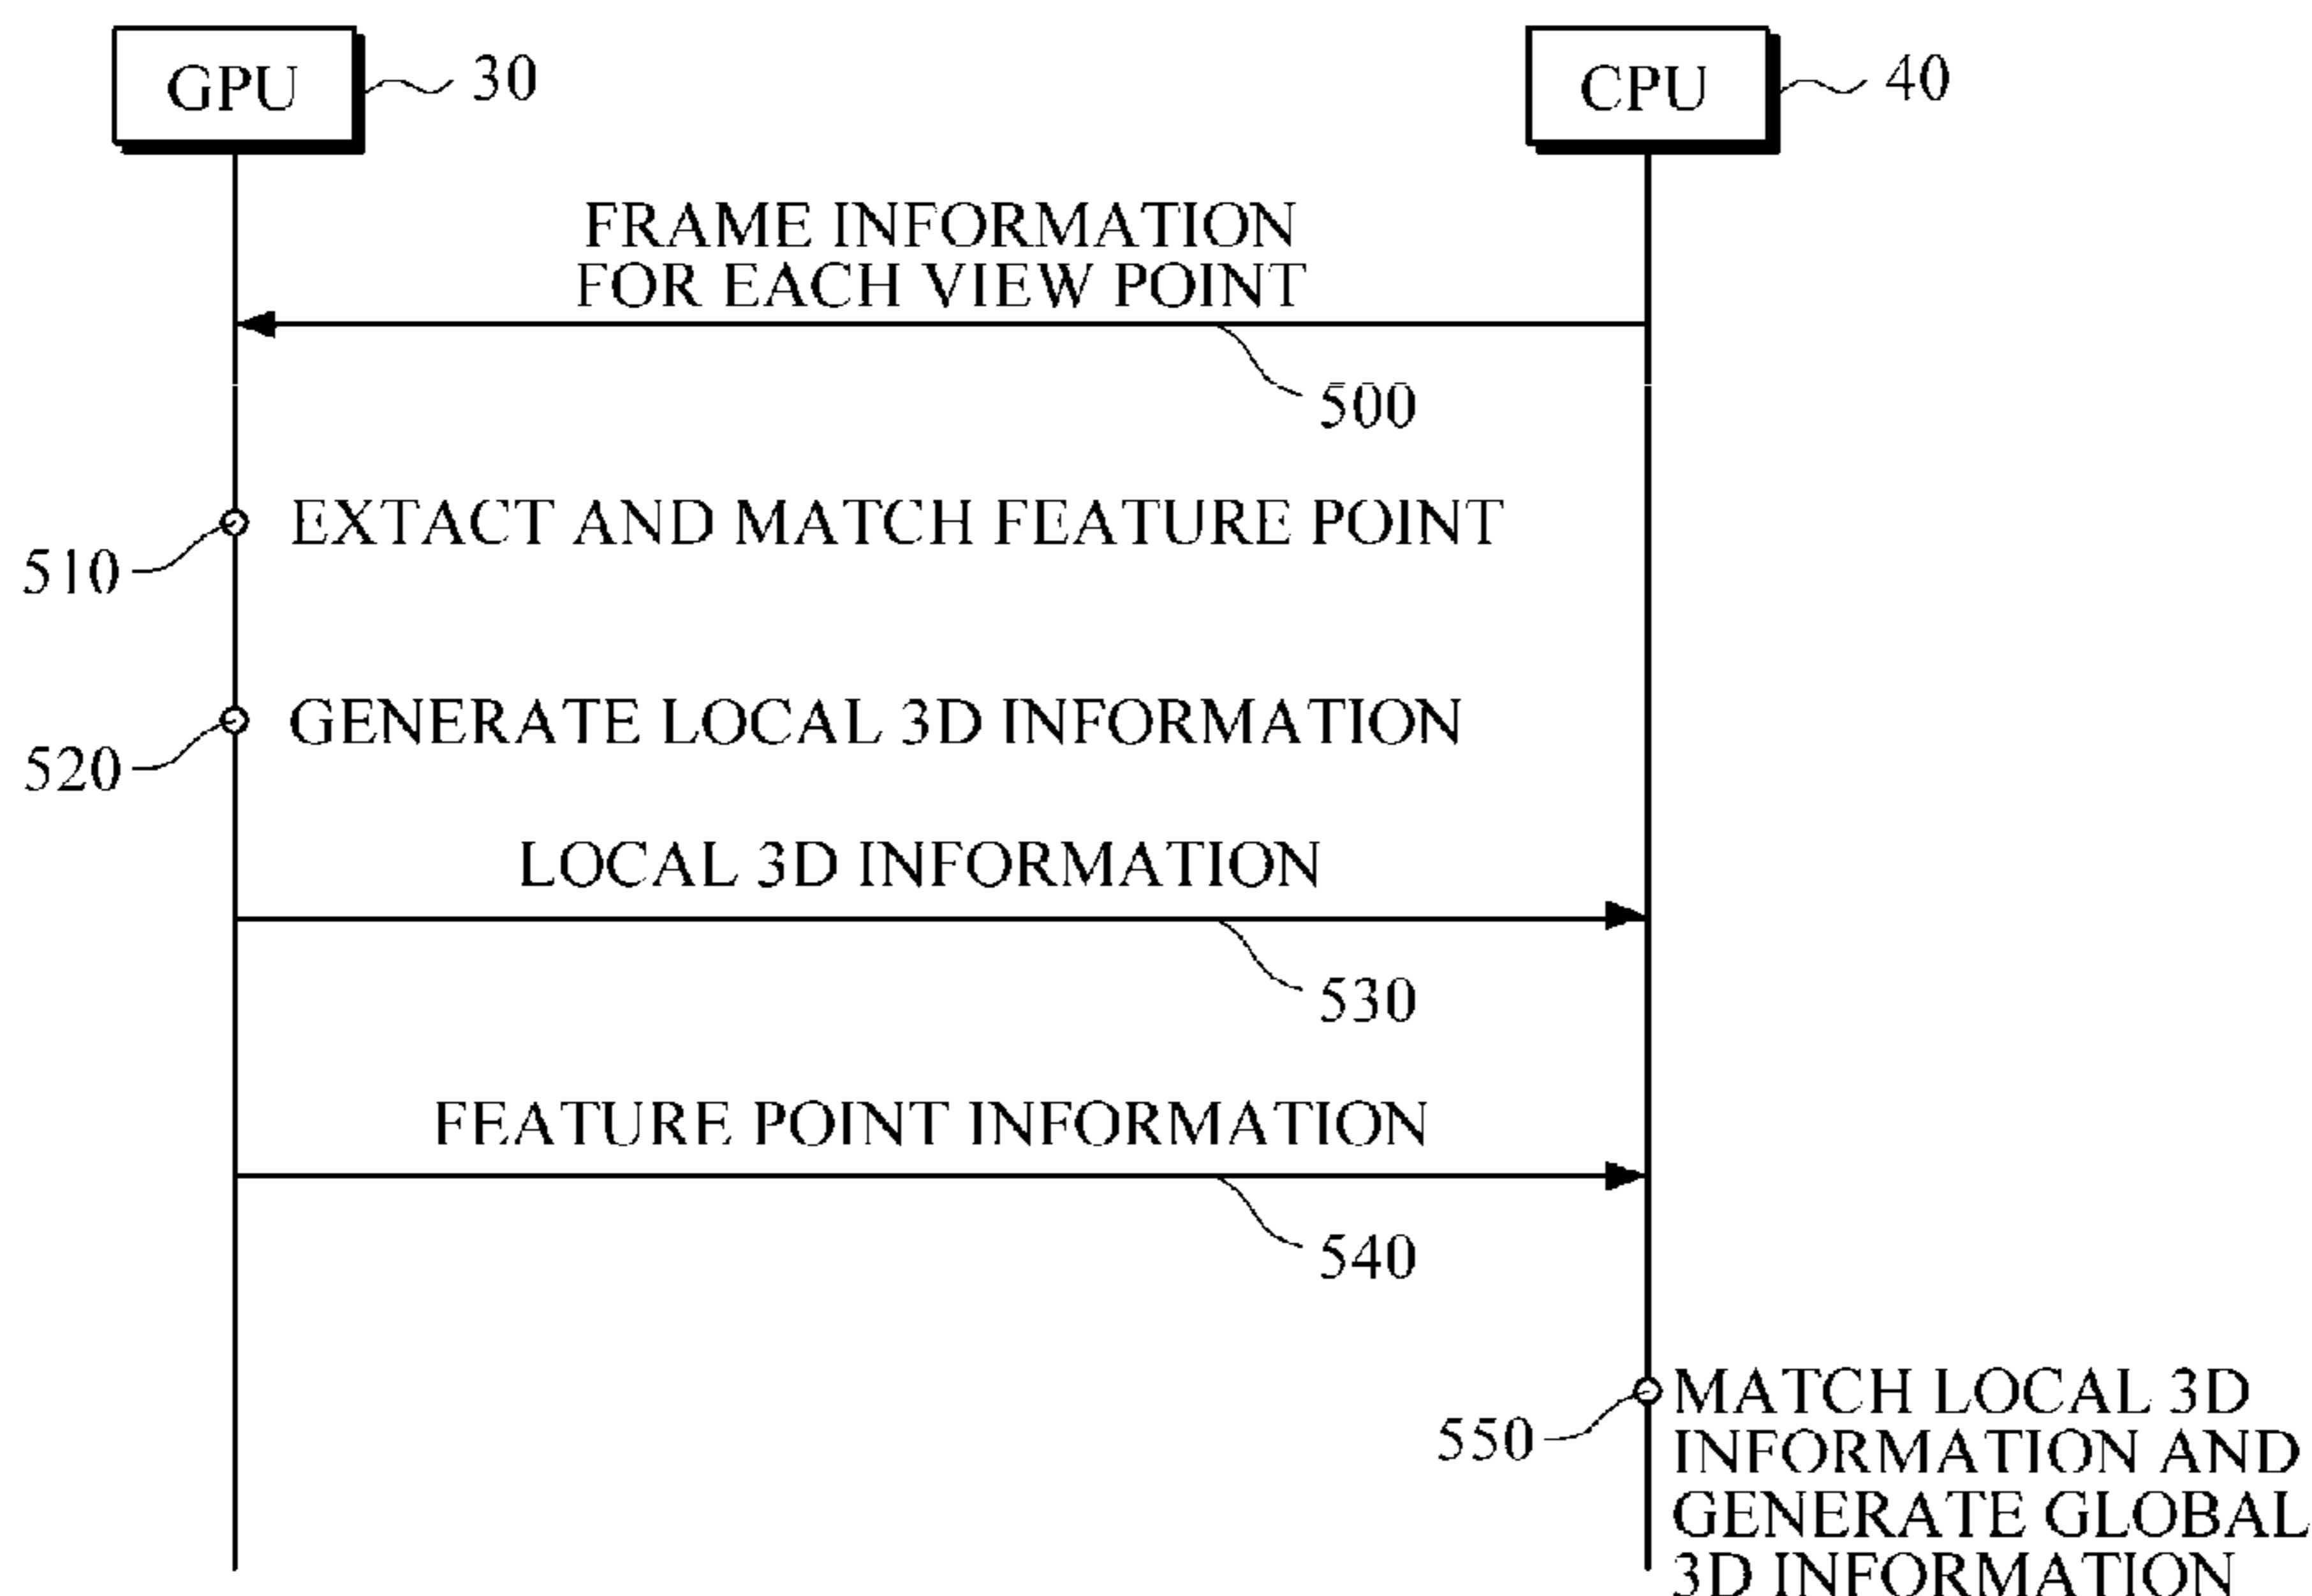 GPU
30
CPU
40
FRAME INFORMATION
FOR EACH VIEW POINT
500
EXTACT AND MATCH FEATURE POINT
510
GENERATE LOCAL 3D INFORMATION
520
LOCAL 3D INFORMATION
530
FEATURE POINT INFORMATION
540
MATCH LOCAL 3D
550
INFORMATION AND
GENERATE GLOBAL
3D INFORMATION